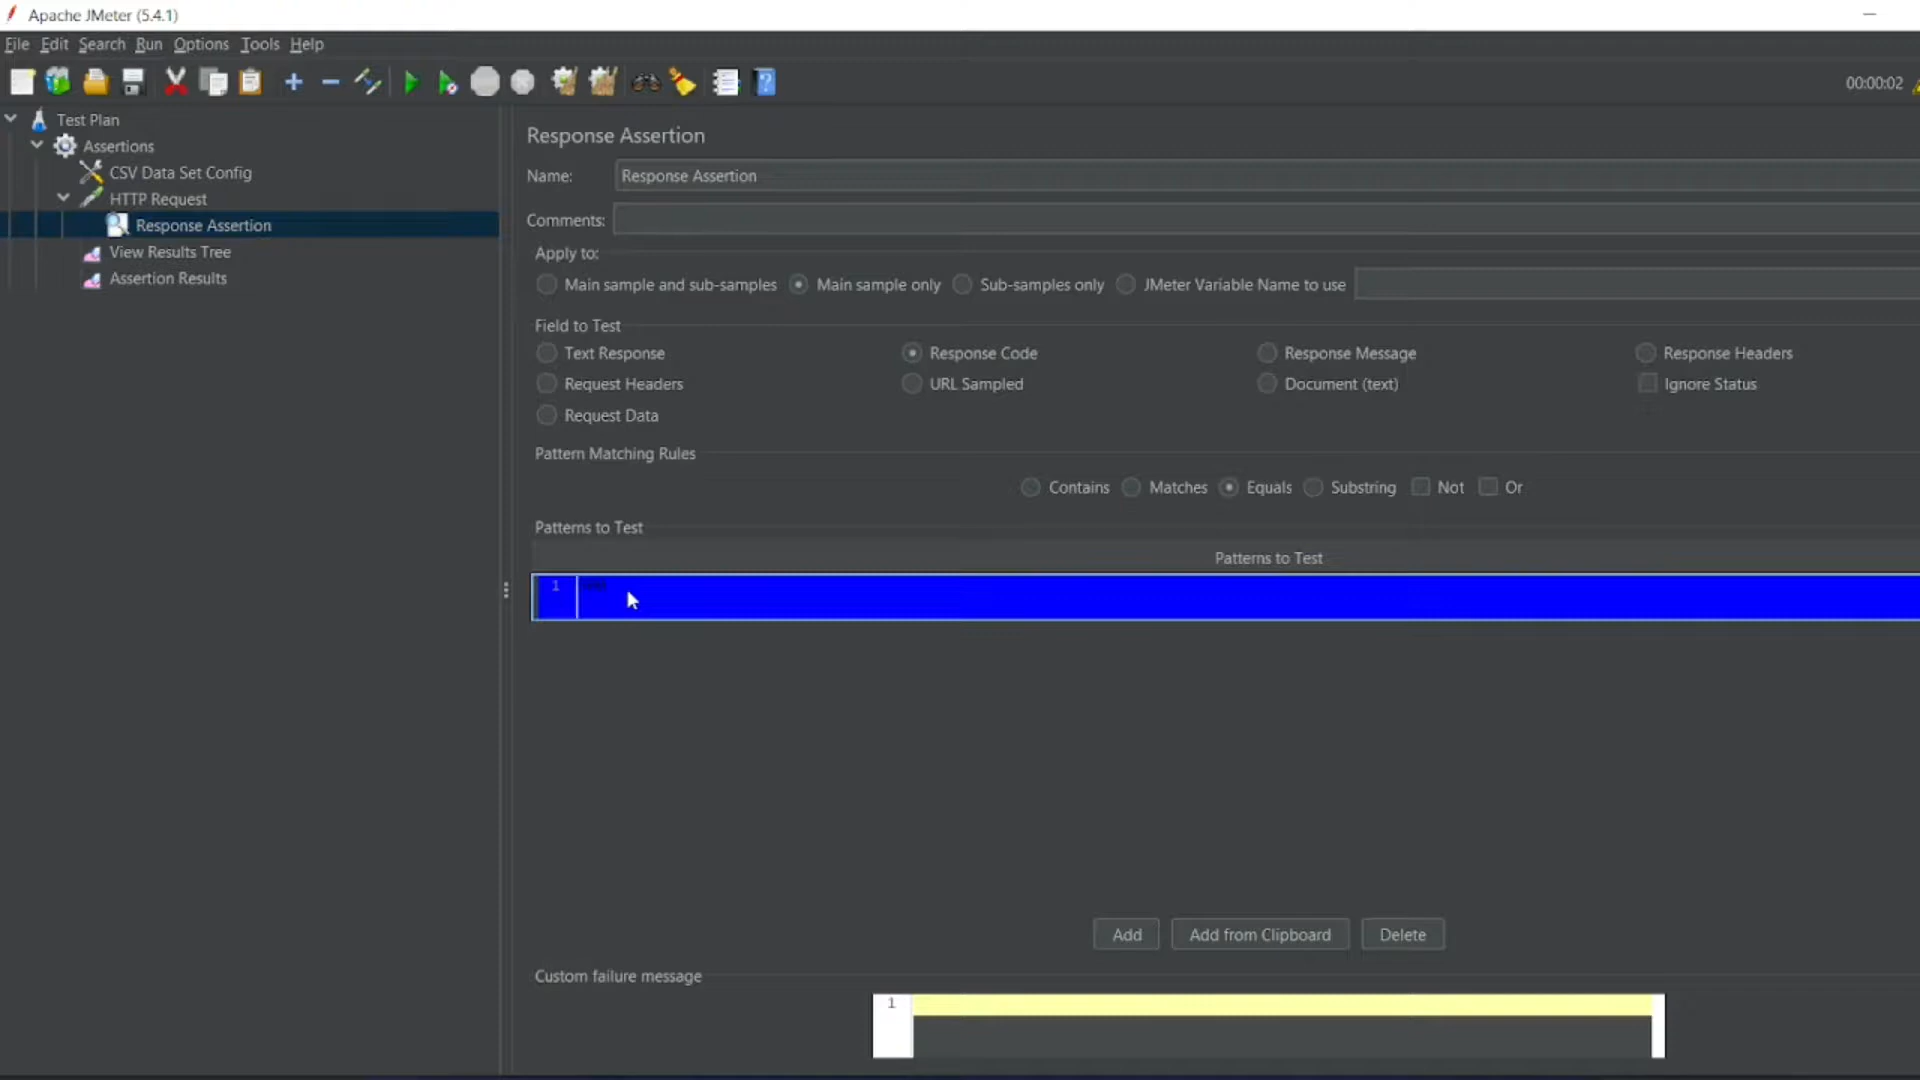 Apache JMeter (5.4.1)
File Edit Search Run Options Tools Help
00:00:02
Test Plan
Assertions
CSV Data Set Config
HTTP Request
Response Assertion
View Results Tree
Assertion Results
Response Assertion
Name: Response Assertion
Comments:
Apply to:
Main sample and sub-samples Main sample only Sub-samples only JMeter Variable Name to use
Field to Test
Text Response Response Code Response Message Response Headers
Request Headers URL Sampled Document (text) Ignore Status
Request Data
Pattern Matching Rules
Contains Matches Equals Substring Not Or
Patterns to Test
Patterns to Test
1
Add Add from Clipboard Delete
Custom failure message
1